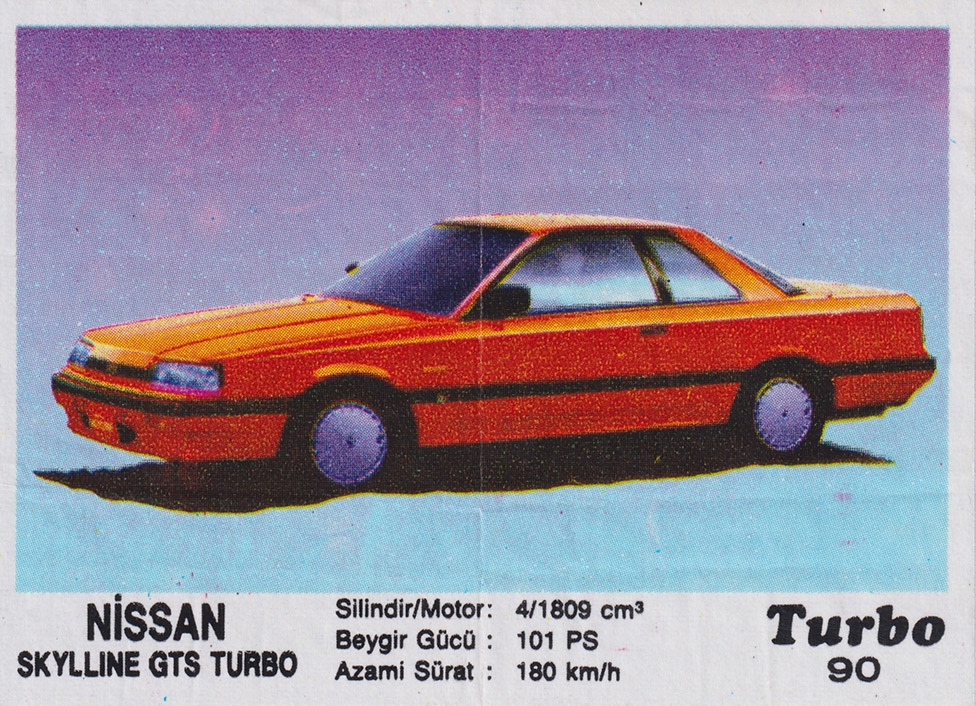 NİSSAN
SKYLLINE GTS TURBO
Silindir/Motor: 4/1809 cm³
Beygir Gücü : 101 PS
Azami Sürat : 180 km/h
Turbo
90